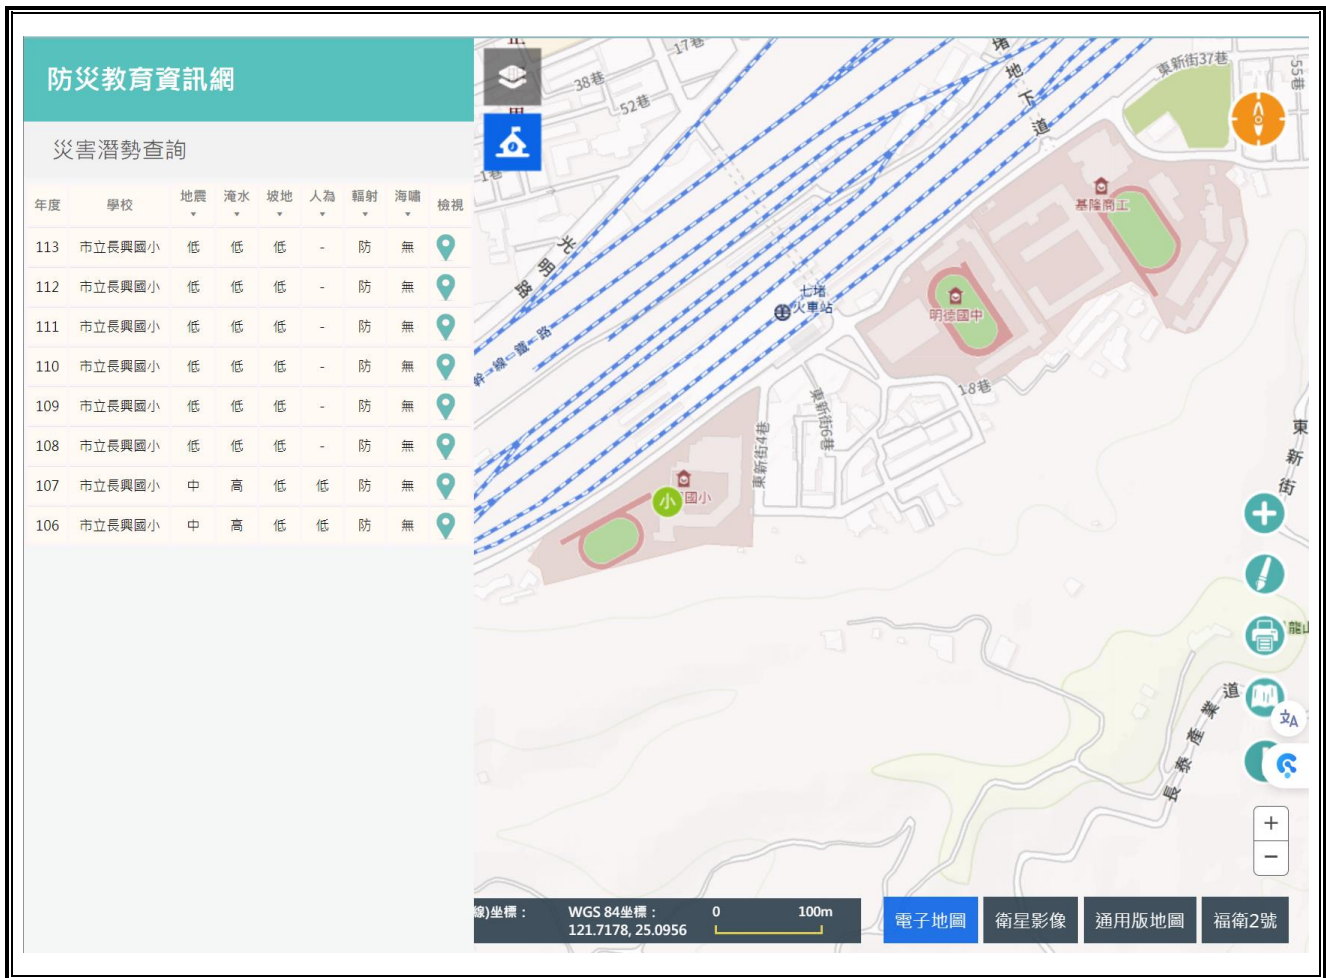 防災教育資訊網
災害潛勢查詢
年度 學校 地震 淹水 坡地 人為 輻射 海嘯 檢視
113 市立長興國小 低 低 低 - 防 無
112 市立長興國小 低 低 低 - 防 無
111 市立長興國小 低 低 低 - 防 無
110 市立長興國小 低 低 低 - 防 無
109 市立長興國小 低 低 低 - 防 無
108 市立長興國小 低 低 低 - 防 無
107 市立長興國小 中 高 低 低 防 無
106 市立長興國小 中 高 低 低 防 無
17巷
38巷
52巷
堵地下道
東新街37巷
55巷
基隆商工
光明路
七堵
火車站
明德國中
幹線鐵路
18巷
東新街6巷
東新街4巷
小
國小
東新街
龍山
長泰產業道
文A
+
−
線)坐標：
WGS 84坐標：
121.7178, 25.0956
0 100m
電子地圖
衛星影像
通用版地圖
福衛2號